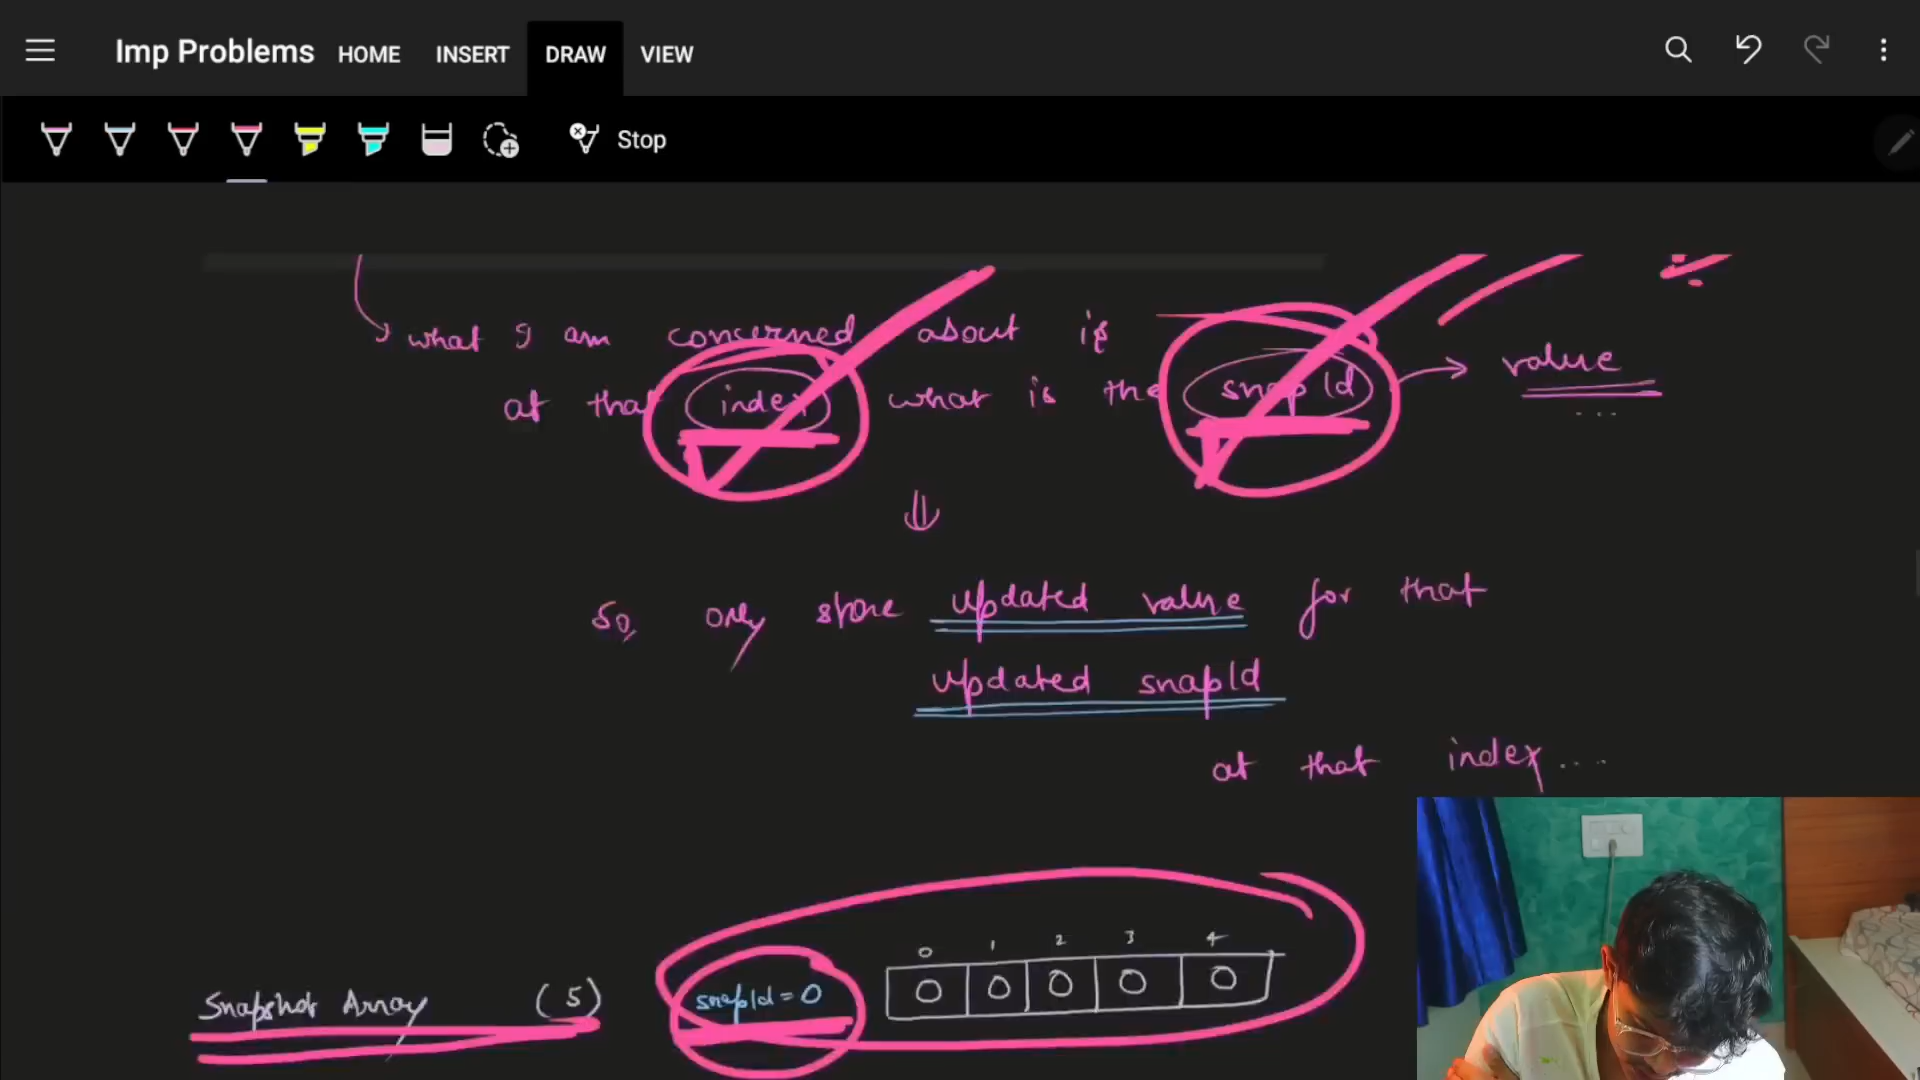 Imp Problems HOME INSERT DRAW VIEW
Stop
what I am concerned about is
at that index what is the snapId → value
...
So, only store updated value for that
updated snapId
at that index ....
0 1 2 3 4
Snapshot Array (5) snapId = 0 0 0 0 0 0